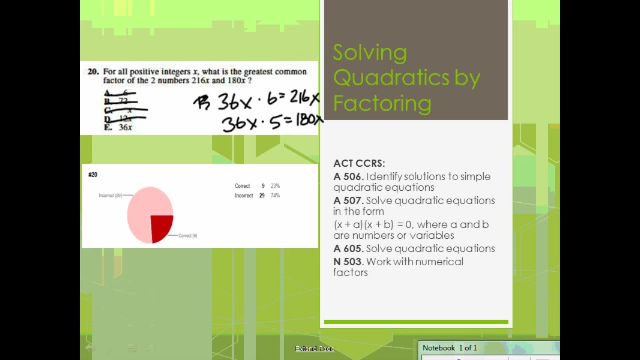 20. For all positive integers x, what is the greatest common
factor of the 2 numbers 216x and 180x ?
A. 6
B. 72
C. x
D. 12x
E. 36x
36x · 6 = 216x
36x · 5 = 180x
#20
Correct 9 23%
Incorrect 29 74%
Incorrect (29)
Correct (9)
Solving
Quadratics by
Factoring
ACT CCRS:
A 506. Identify solutions to simple
quadratic equations
A 507. Solve quadratic equations
in the form
(x + a)(x + b) = 0, where a and b
are numbers or variables
A 605. Solve quadratic equations
N 503. Work with numerical
factors
Notebook 1 of 1